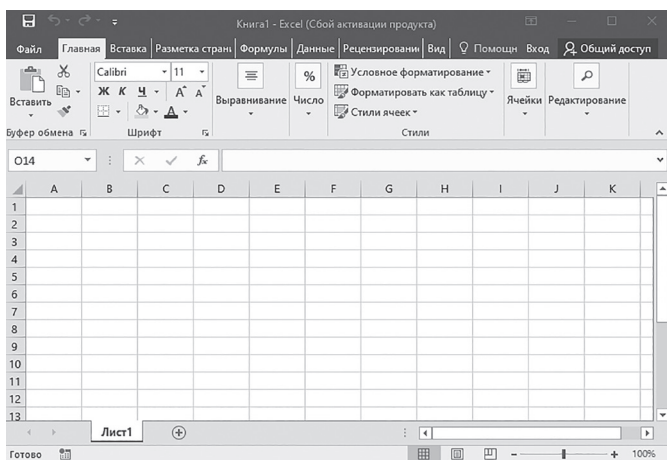 Книга1 - Excel (Сбой активации продукта)
Файл Главная Вставка Разметка страні Формулы Данные Рецензировани Вид Помощн Вход Общий доступ
Вставить
Буфер обмена
Calibri 11
Ж К Ч A A
A
Шрифт
Выравнивание
%
Число
Условное форматирование
Форматировать как таблицу
Стили ячеек
Стили
Ячейки
Редактирование
O14 fx
A B C D E F G H I J K
1
2
3
4
5
6
7
8
9
10
11
12
13
Лист1
Готово 100%